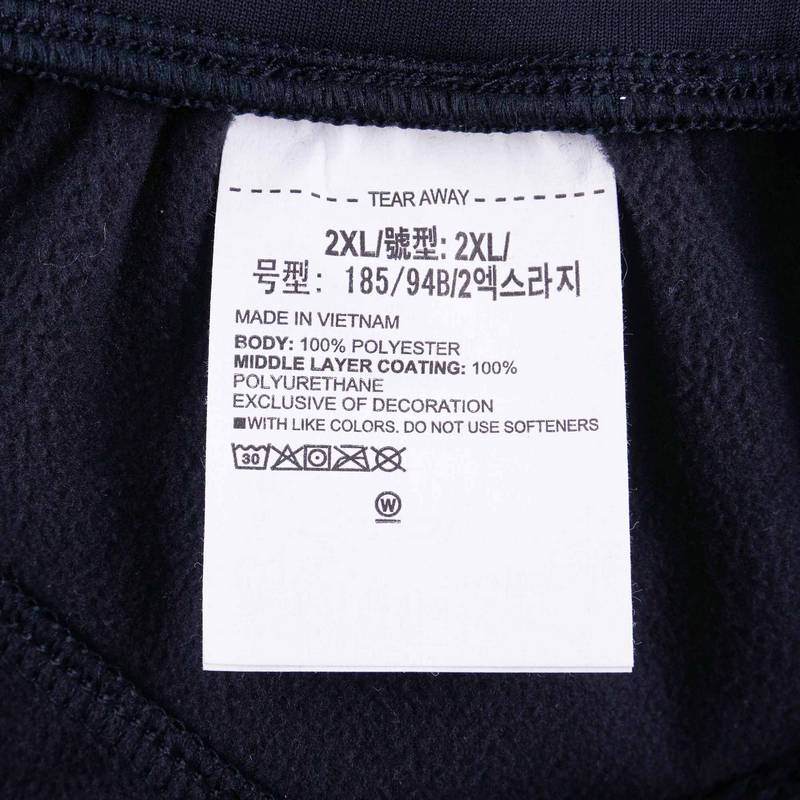 TEAR AWAY
2XL/號型: 2XL/
号型: 185/94B/2엑스라지
MADE IN VIETNAM
BODY: 100% POLYESTER
MIDDLE LAYER COATING: 100%
POLYURETHANE
EXCLUSIVE OF DECORATION
■WITH LIKE COLORS. DO NOT USE SOFTENERS
30
W